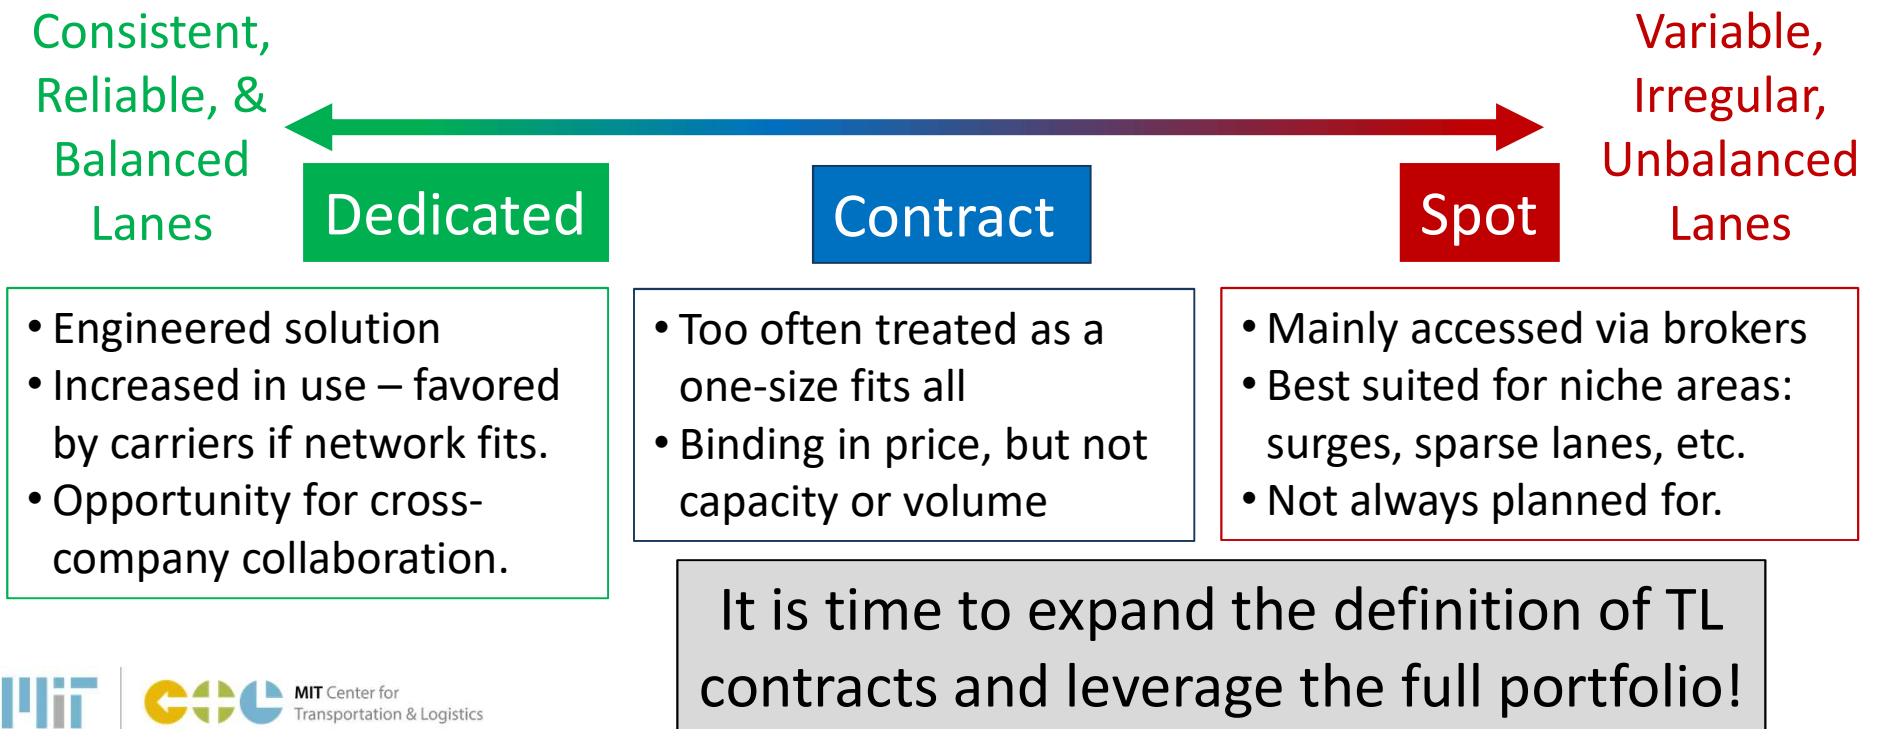 Consistent,
Reliable, &
Balanced
Lanes
Variable,
Irregular,
Unbalanced
Lanes
Dedicated
Contract
Spot
• Engineered solution
• Increased in use – favored
by carriers if network fits.
• Opportunity for cross-
company collaboration.
• Too often treated as a
one-size fits all
• Binding in price, but not
capacity or volume
• Mainly accessed via brokers
• Best suited for niche areas:
surges, sparse lanes, etc.
• Not always planned for.
It is time to expand the definition of TL
contracts and leverage the full portfolio!
MIT Center for
Transportation & Logistics